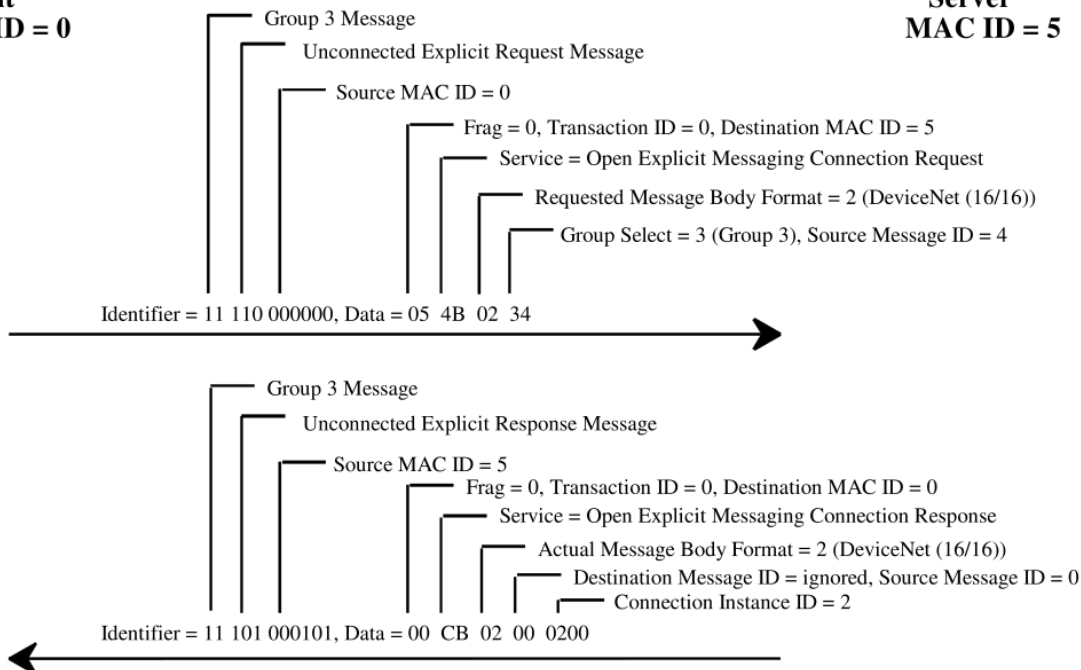 ID = 0
Server
MAC ID = 5
Group 3 Message
Unconnected Explicit Request Message
Source MAC ID = 0
Frag = 0, Transaction ID = 0, Destination MAC ID = 5
Service = Open Explicit Messaging Connection Request
Requested Message Body Format = 2 (DeviceNet (16/16))
Group Select = 3 (Group 3), Source Message ID = 4
Identifier = 11 110 000000, Data = 05 4B 02 34
Group 3 Message
Unconnected Explicit Response Message
Source MAC ID = 5
Frag = 0, Transaction ID = 0, Destination MAC ID = 0
Service = Open Explicit Messaging Connection Response
Actual Message Body Format = 2 (DeviceNet (16/16))
Destination Message ID = ignored, Source Message ID = 0
Connection Instance ID = 2
Identifier = 11 101 000101, Data = 00 CB 02 00 0200